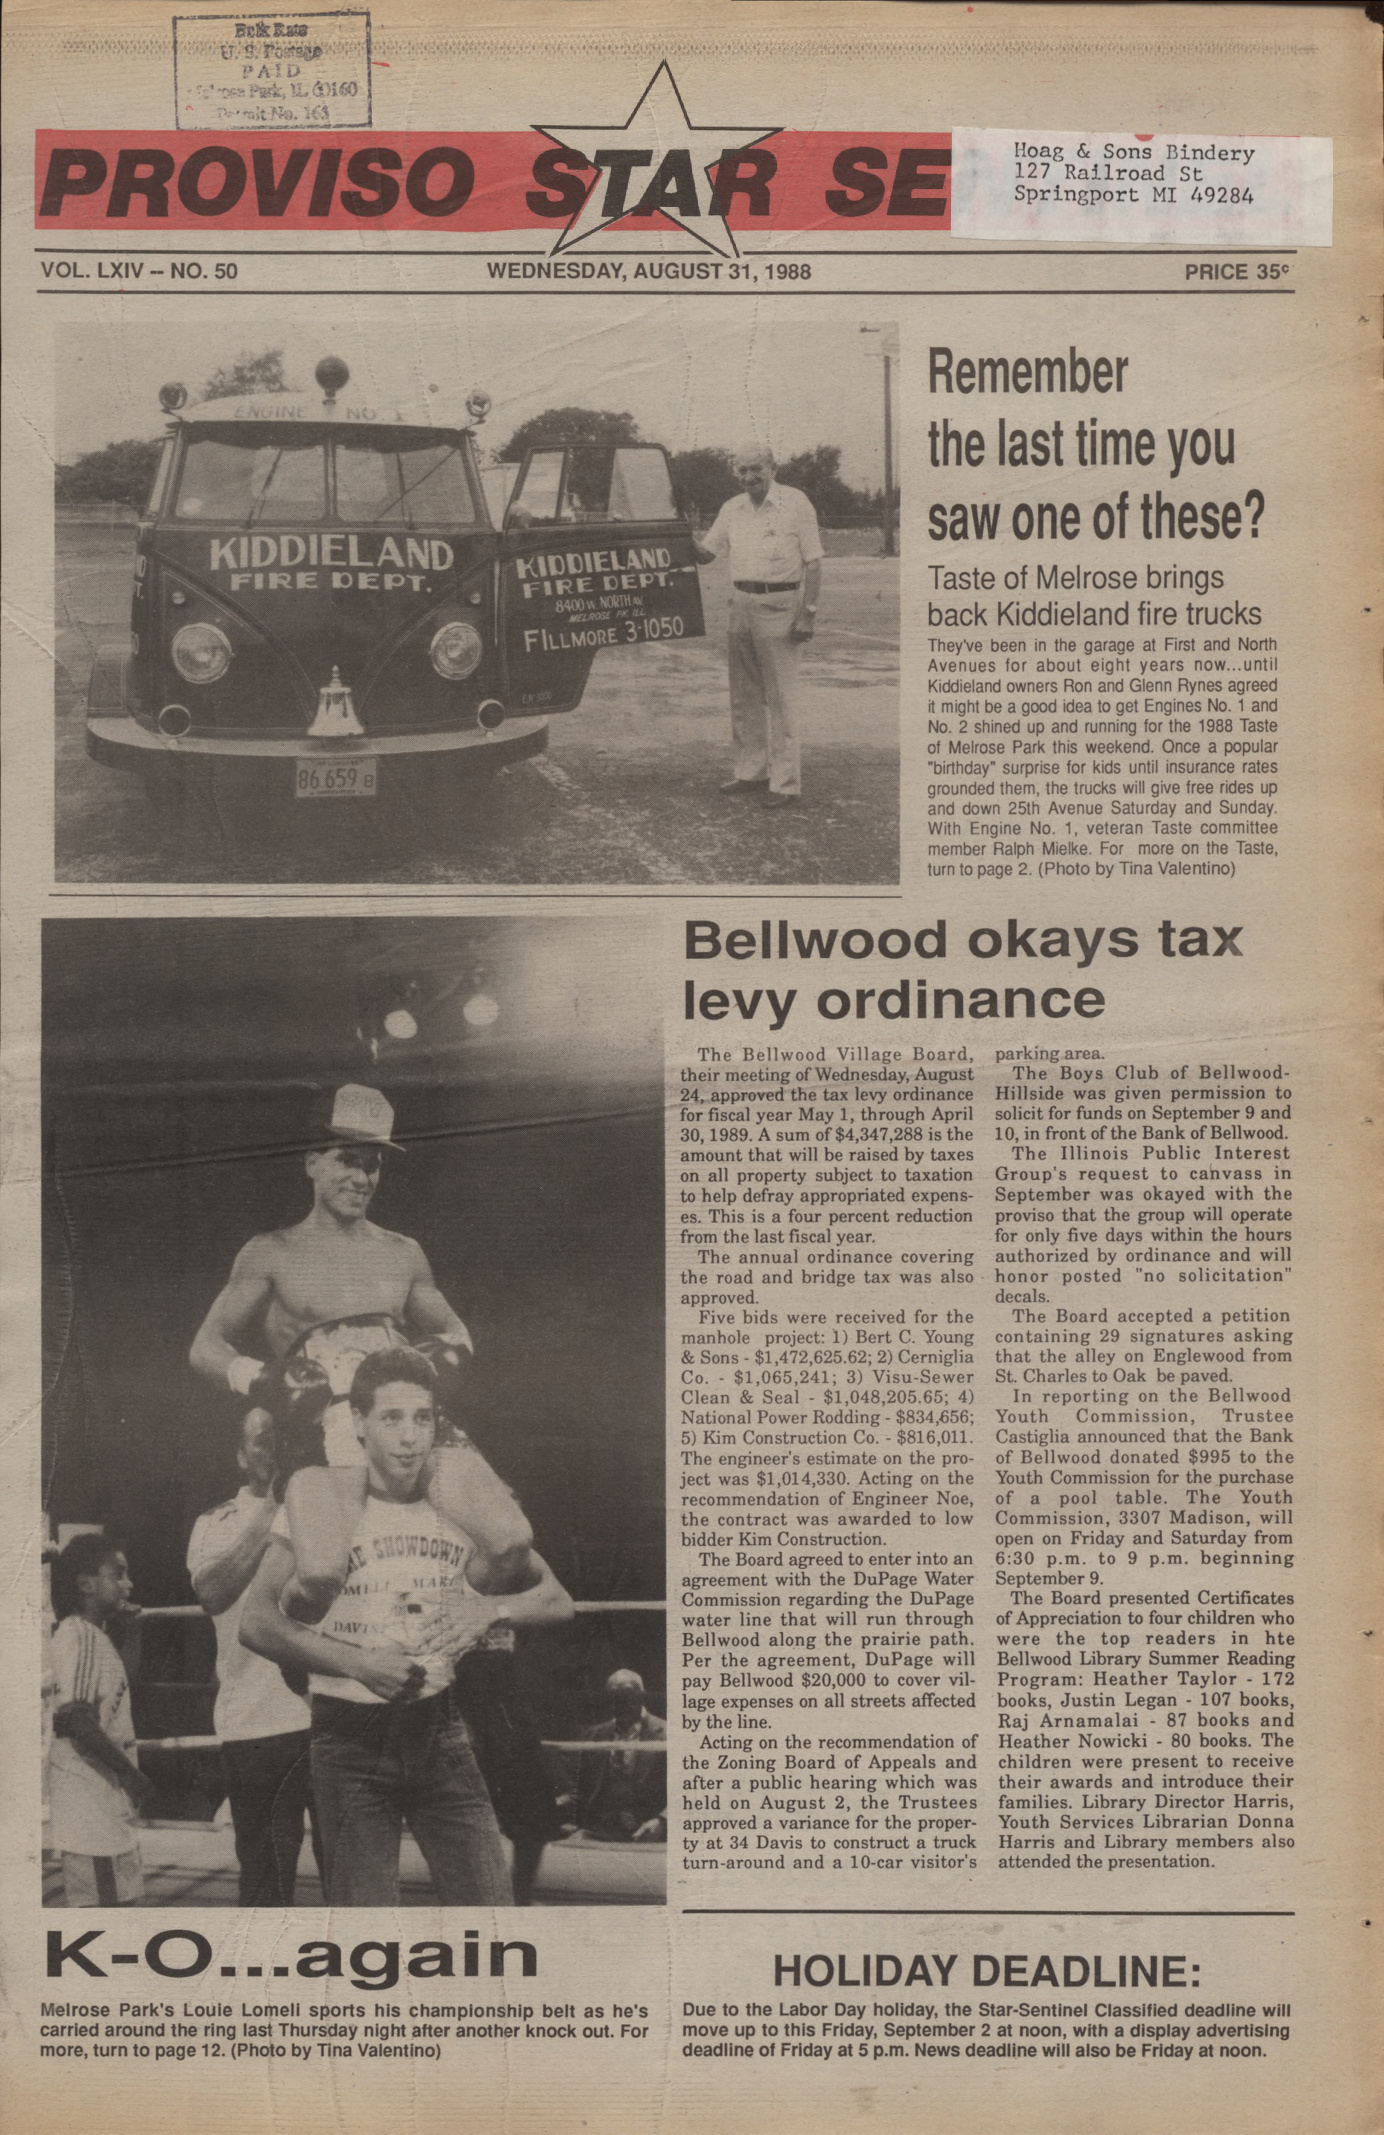 Bulk Rate
U. S. Postage
PAID
Permit No. 163
PROVISO STAR SE
Hoag & Sons Bindery
127 Railroad St
Springport MI 49284
VOL. LXIV -- NO. 50
WEDNESDAY, AUGUST 31, 1988
PRICE 35¢
ENGINE NO. 1
KIDDIELAND
FIRE DEPT.
KIDDIELAND
FIRE DEPT.
8400 W. NORTH AV.
MELROSE PK. ILL
FILLMORE 3-1050
86 659 B
Remember
the last time you
saw one of these?
Taste of Melrose brings
back Kiddieland fire trucks
They've been in the garage at First and North
Avenues for about eight years now...until
Kiddieland owners Ron and Glenn Rynes agreed
it might be a good idea to get Engines No. 1 and
No. 2 shined up and running for the 1988 Taste
of Melrose Park this weekend. Once a popular
"birthday" surprise for kids until insurance rates
grounded them, the trucks will give free rides up
and down 25th Avenue Saturday and Sunday.
With Engine No. 1, veteran Taste committee
member Ralph Mielke. For more on the Taste,
turn to page 2. (Photo by Tina Valentino)
Bellwood okays tax
levy ordinance
The Bellwood Village Board,
their meeting of Wednesday, August
24, approved the tax levy ordinance
for fiscal year May 1, through April
30, 1989. A sum of $4,347,288 is the
amount that will be raised by taxes
on all property subject to taxation
to help defray appropriated expens-
es. This is a four percent reduction
from the last fiscal year.
The annual ordinance covering
the road and bridge tax was also
approved.
Five bids were received for the
manhole project: 1) Bert C. Young
& Sons - $1,472,625.62; 2) Cerniglia
Co. - $1,065,241; 3) Visu-Sewer
Clean & Seal - $1,048,205.65; 4)
National Power Rodding - $834,656;
5) Kim Construction Co. - $816,011.
The engineer's estimate on the pro-
ject was $1,014,330. Acting on the
recommendation of Engineer Noe,
the contract was awarded to low
bidder Kim Construction.
The Board agreed to enter into an
agreement with the DuPage Water
Commission regarding the DuPage
water line that will run through
Bellwood along the prairie path.
Per the agreement, DuPage will
pay Bellwood $20,000 to cover vil-
lage expenses on all streets affected
by the line.
Acting on the recommendation of
the Zoning Board of Appeals and
after a public hearing which was
held on August 2, the Trustees
approved a variance for the proper-
ty at 34 Davis to construct a truck
turn-around and a 10-car visitor's
parking area.
The Boys Club of Bellwood-
Hillside was given permission to
solicit for funds on September 9 and
10, in front of the Bank of Bellwood.
The Illinois Public Interest
Group's request to canvass in
September was okayed with the
proviso that the group will operate
for only five days within the hours
authorized by ordinance and will
honor posted "no solicitation"
decals.
The Board accepted a petition
containing 29 signatures asking
that the alley on Englewood from
St. Charles to Oak be paved.
In reporting on the Bellwood
Youth Commission, Trustee
Castiglia announced that the Bank
of Bellwood donated $995 to the
Youth Commission for the purchase
of a pool table. The Youth
Commission, 3307 Madison, will
open on Friday and Saturday from
6:30 p.m. to 9 p.m. beginning
September 9.
The Board presented Certificates
of Appreciation to four children who
were the top readers in hte
Bellwood Library Summer Reading
Program: Heather Taylor - 172
books, Justin Legan - 107 books,
Raj Arnamalai - 87 books and
Heather Nowicki - 80 books. The
children were present to receive
their awards and introduce their
families. Library Director Harris,
Youth Services Librarian Donna
Harris and Library members also
attended the presentation.
SHOWDOWN
K-O...again
Melrose Park's Louie Lomeli sports his championship belt as he's
carried around the ring last Thursday night after another knock out. For
more, turn to page 12. (Photo by Tina Valentino)
HOLIDAY DEADLINE:
Due to the Labor Day holiday, the Star-Sentinel Classified deadline will
move up to this Friday, September 2 at noon, with a display advertising
deadline of Friday at 5 p.m. News deadline will also be Friday at noon.